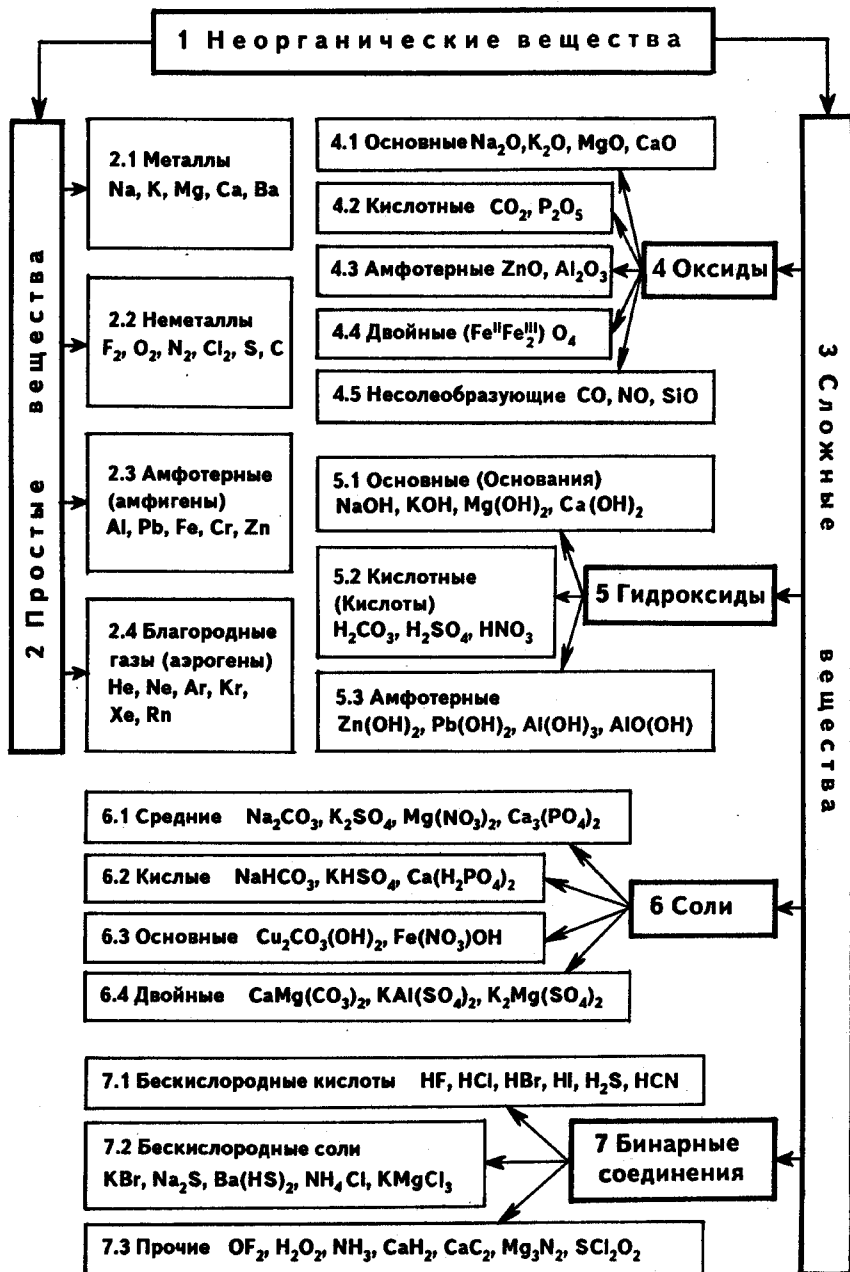 1 Неорганические вещества
2 Простые вещества
2.1 Металлы
Na, K, Mg, Ca, Ba
2.2 Неметаллы
F₂, O₂, N₂, Cl₂, S, C
2.3 Амфотерные
(амфигены)
Al, Pb, Fe, Cr, Zn
2.4 Благородные
газы (аэрогены)
He, Ne, Ar, Kr,
Xe, Rn
3 Сложные вещества
4 Оксиды
4.1 Основные Na₂O, K₂O, MgO, CaO
4.2 Кислотные CO₂, P₂O₅
4.3 Амфотерные ZnO, Al₂O₃
4.4 Двойные (FeᴵᴵFe₂ᴵᴵᴵ) O₄
4.5 Несолеобразующие CO, NO, SiO
5 Гидроксиды
5.1 Основные (Основания)
NaOH, KOH, Mg(OH)₂, Ca(OH)₂
5.2 Кислотные
(Кислоты)
H₂CO₃, H₂SO₄, HNO₃
5.3 Амфотерные
Zn(OH)₂, Pb(OH)₂, Al(OH)₃, AlO(OH)
6 Соли
6.1 Средние Na₂CO₃, K₂SO₄, Mg(NO₃)₂, Ca₃(PO₄)₂
6.2 Кислые NaHCO₃, KHSO₄, Ca(H₂PO₄)₂
6.3 Основные Cu₂CO₃(OH)₂, Fe(NO₃)OH
6.4 Двойные CaMg(CO₃)₂, KAl(SO₄)₂, K₂Mg(SO₄)₂
7 Бинарные
соединения
7.1 Бескислородные кислоты HF, HCl, HBr, HI, H₂S, HCN
7.2 Бескислородные соли
KBr, Na₂S, Ba(HS)₂, NH₄Cl, KMgCl₃
7.3 Прочие OF₂, H₂O₂, NH₃, CaH₂, CaC₂, Mg₃N₂, SCl₂O₂